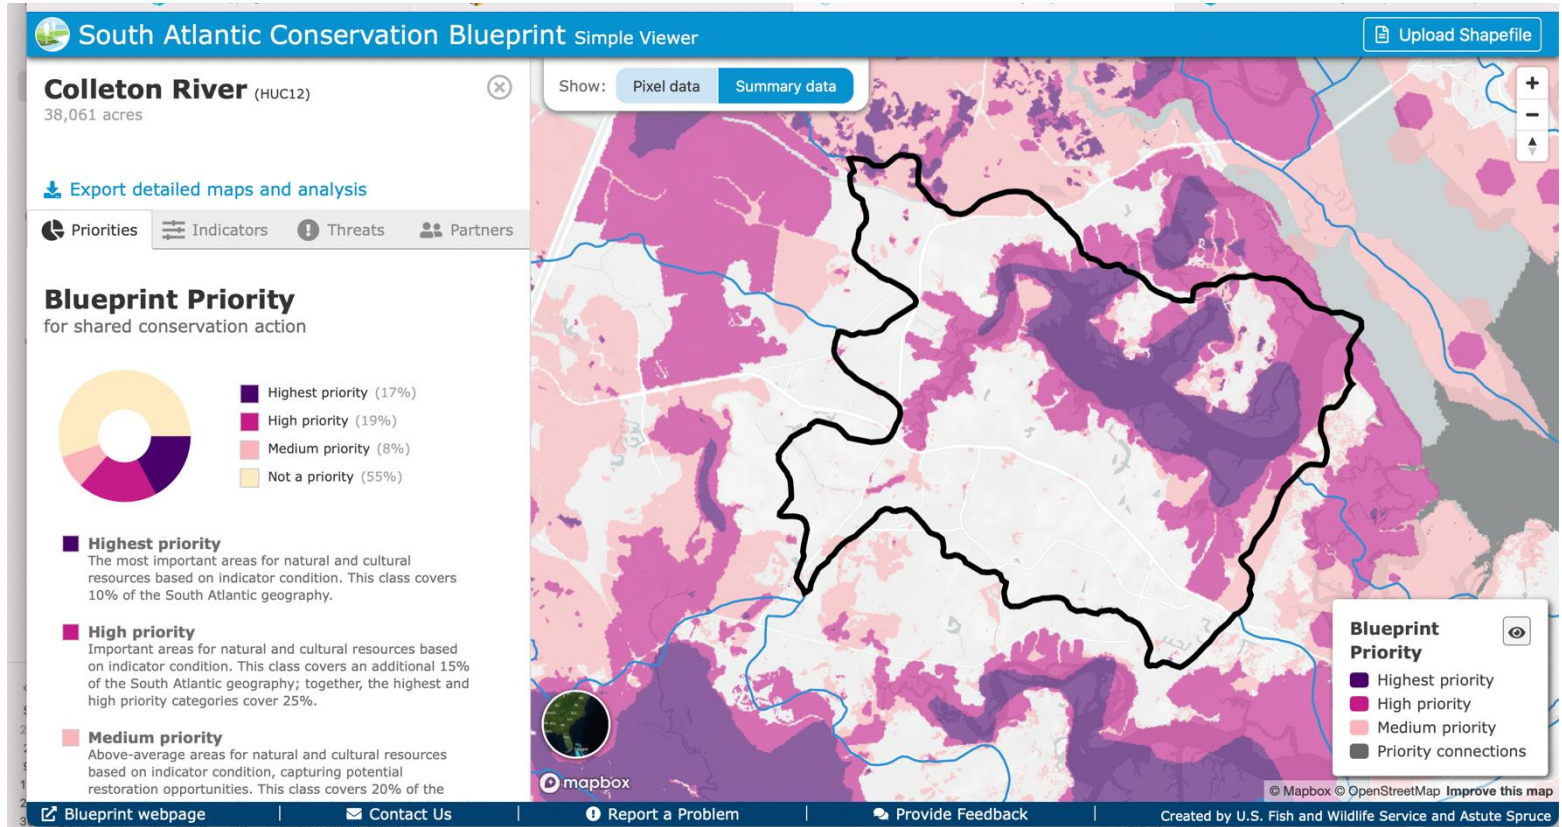 South Atlantic Conservation Blueprint Simple Viewer
Upload Shapefile
Colleton River (HUC12)
38,061 acres
Export detailed maps and analysis
Priorities
Indicators
Threats
Partners
Blueprint Priority
for shared conservation action
Highest priority (17%)
High priority (19%)
Medium priority (8%)
Not a priority (55%)
Highest priority
The most important areas for natural and cultural
resources based on indicator condition. This class covers
10% of the South Atlantic geography.
High priority
Important areas for natural and cultural resources based
on indicator condition. This class covers an additional 15%
of the South Atlantic geography; together, the highest and
high priority categories cover 25%.
Medium priority
Above-average areas for natural and cultural resources
based on indicator condition, capturing potential
restoration opportunities. This class covers 20% of the
Show:
Pixel data
Summary data
Blueprint
Priority
Highest priority
High priority
Medium priority
Priority connections
mapbox
© Mapbox © OpenStreetMap Improve this map
Blueprint webpage
Contact Us
Report a Problem
Provide Feedback
Created by U.S. Fish and Wildlife Service and Astute Spruce